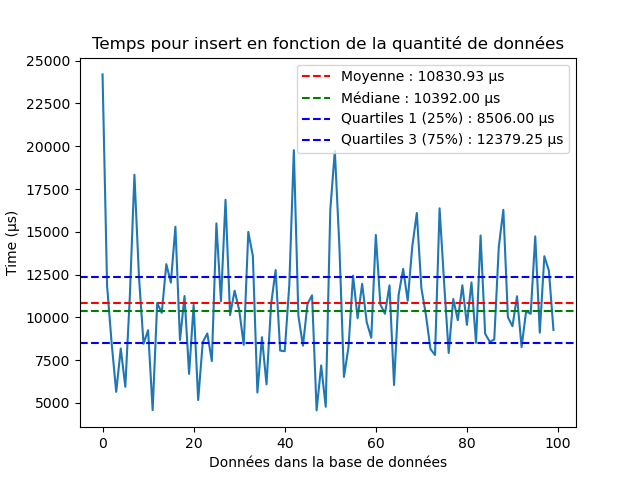 Temps pour insert en fonction de la quantité de données
25000
22500
20000
17500
15000
12500
10000
7500
5000
Time (µs)
Moyenne : 10830.93 µs
Médiane : 10392.00 µs
Quartiles 1 (25%) : 8506.00 µs
Quartiles 3 (75%) : 12379.25 µs
0 20 40 60 80 100
Données dans la base de données